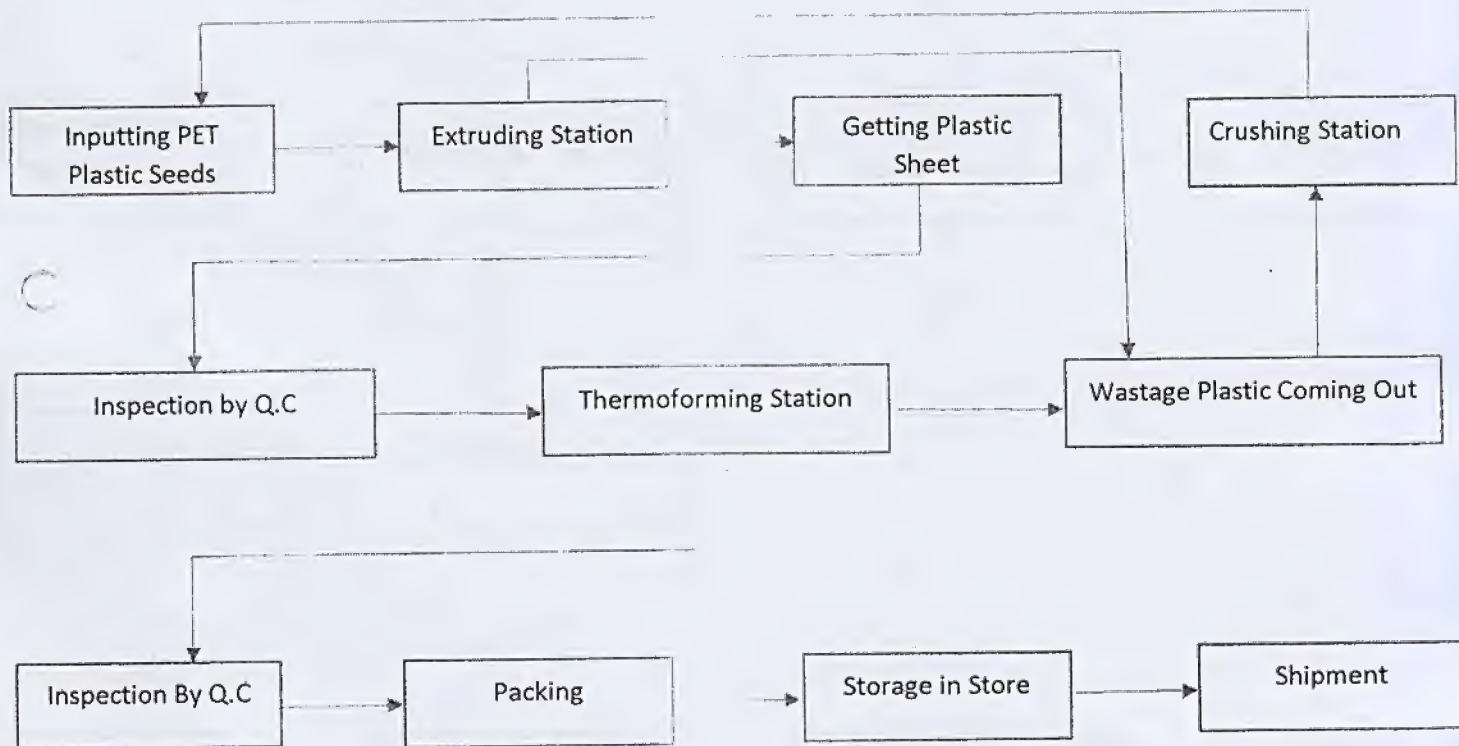 Inputting PET
Plastic Seeds
Extruding Station
Getting Plastic
Sheet
Crushing Station
Inspection by Q.C
Thermoforming Station
Wastage Plastic Coming Out
Inspection By Q.C
Packing
Storage in Store
Shipment